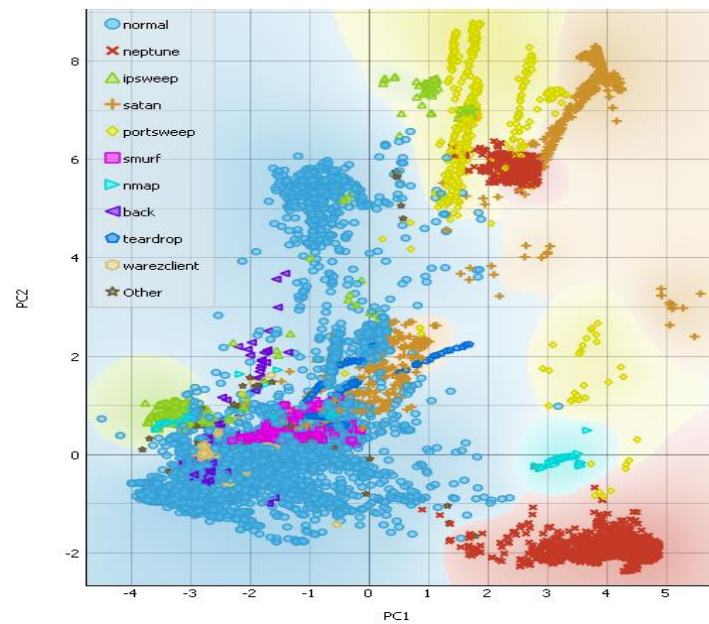 normal
neptune
ipsweep
satan
portsweep
smurf
nmap
back
teardrop
warezclient
Other
8
6
4
2
0
-2
PC2
-4
-3
-2
-1
0
1
2
3
4
5
PC1